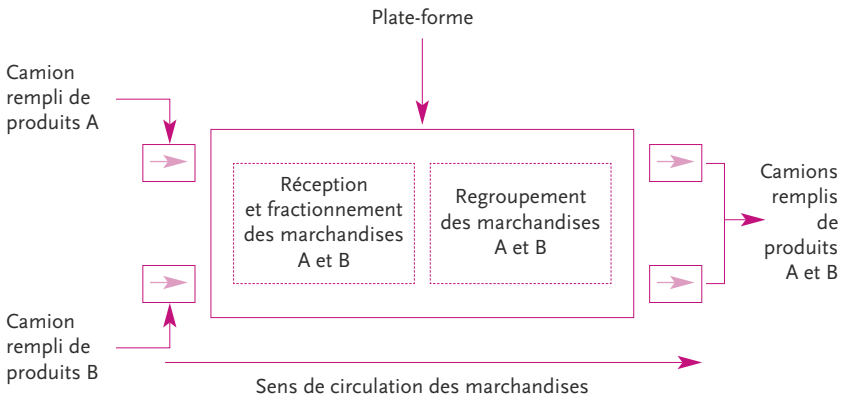 Plate-forme
Camion
rempli de
produits A
Réception
et fractionnement
des marchandises
A et B
Regroupement
des marchandises
A et B
Camions
remplis
de
produits
A et B
Camion
rempli de
produits B
Sens de circulation des marchandises